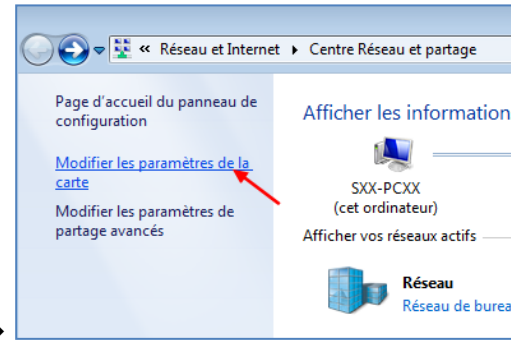 « Réseau et Internet ▸ Centre Réseau et partage
Page d'accueil du panneau de
configuration
Modifier les paramètres de la
carte
Modifier les paramètres de
partage avancés
Afficher les information
SXX-PCXX
(cet ordinateur)
Afficher vos réseaux actifs
Réseau
Réseau de burea